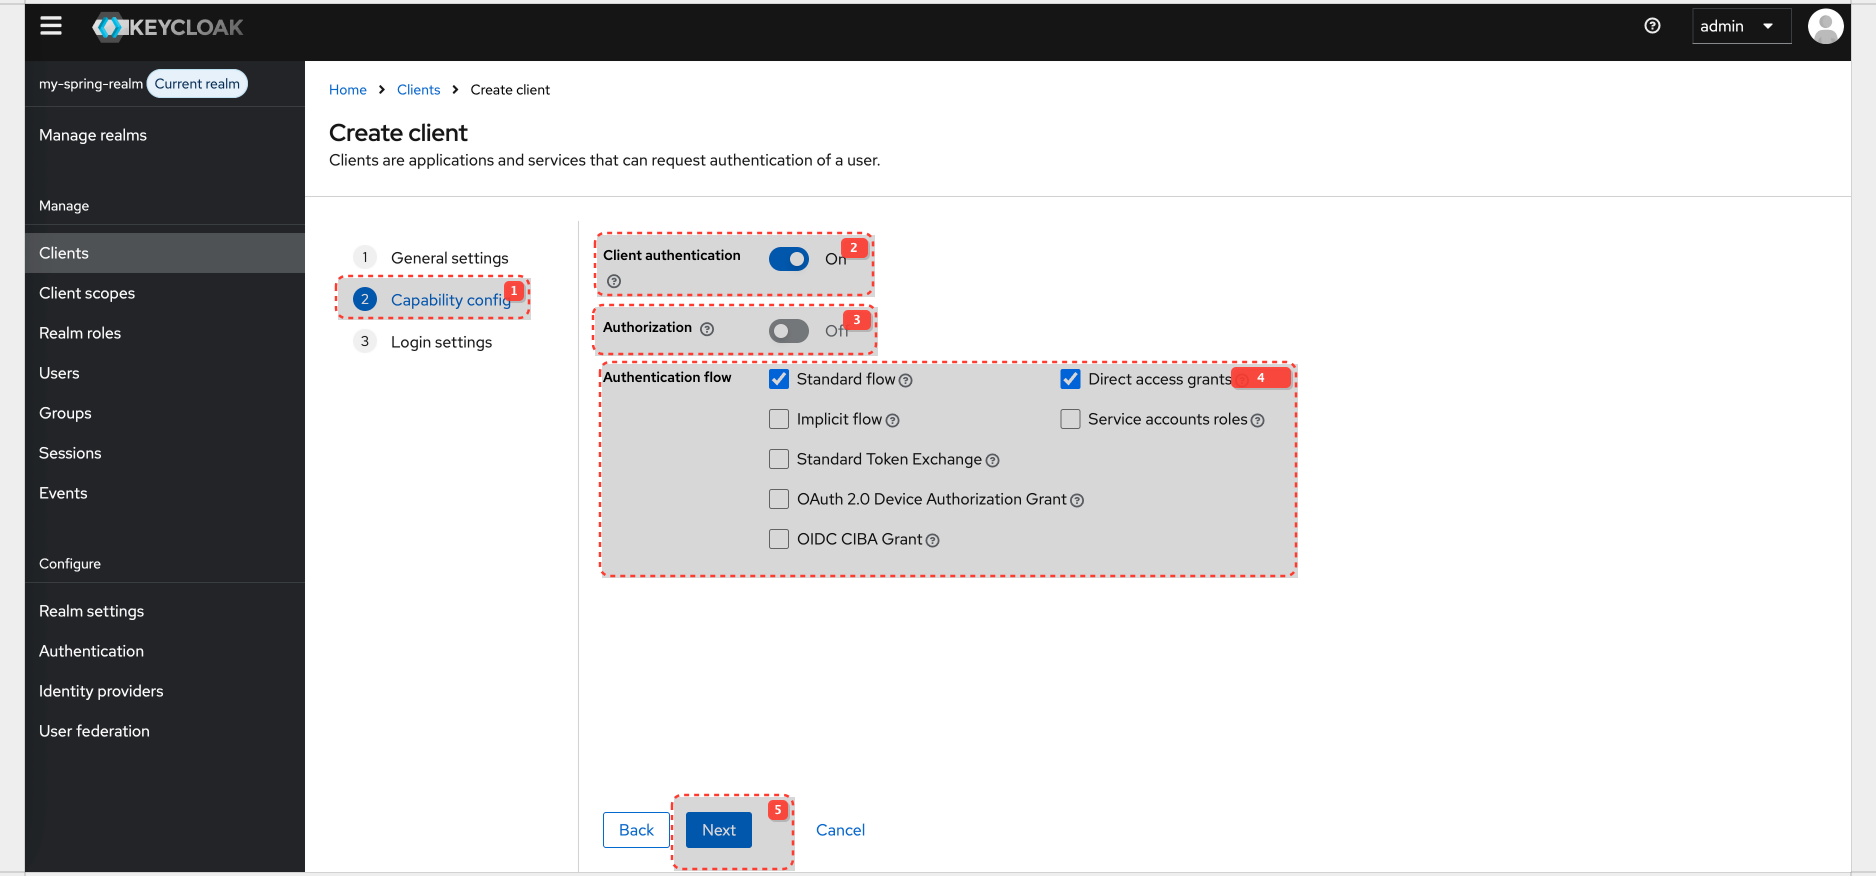 KEYCLOAK
admin
my-spring-realm Current realm
Manage realms
Manage
Clients
Client scopes
Realm roles
Users
Groups
Sessions
Events
Configure
Realm settings
Authentication
Identity providers
User federation
Home > Clients > Create client
Create client
Clients are applications and services that can request authentication of a user.
1 General settings
2 Capability config 1
3 Login settings
Client authentication On 2
Authorization Off 3
Authentication flow Standard flow Direct access grants 4
Implicit flow Service accounts roles
Standard Token Exchange
OAuth 2.0 Device Authorization Grant
OIDC CIBA Grant
Back Next 5 Cancel